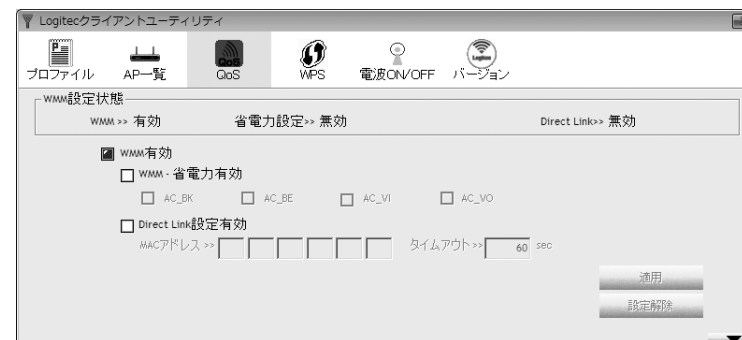 Logitecクライアントユーティリティ
プロファイル AP一覧 QoS WPS 電波ON/OFF バージョン
WMM設定状態
WMM >> 有効 省電力設定>> 無効 Direct Link>> 無効
WMM有効
WMM - 省電力有効
AC_BK AC_BE AC_VI AC_VO
Direct Link設定有効
MACアドレス >> タイムアウト >> 60 sec
適用
設定解除